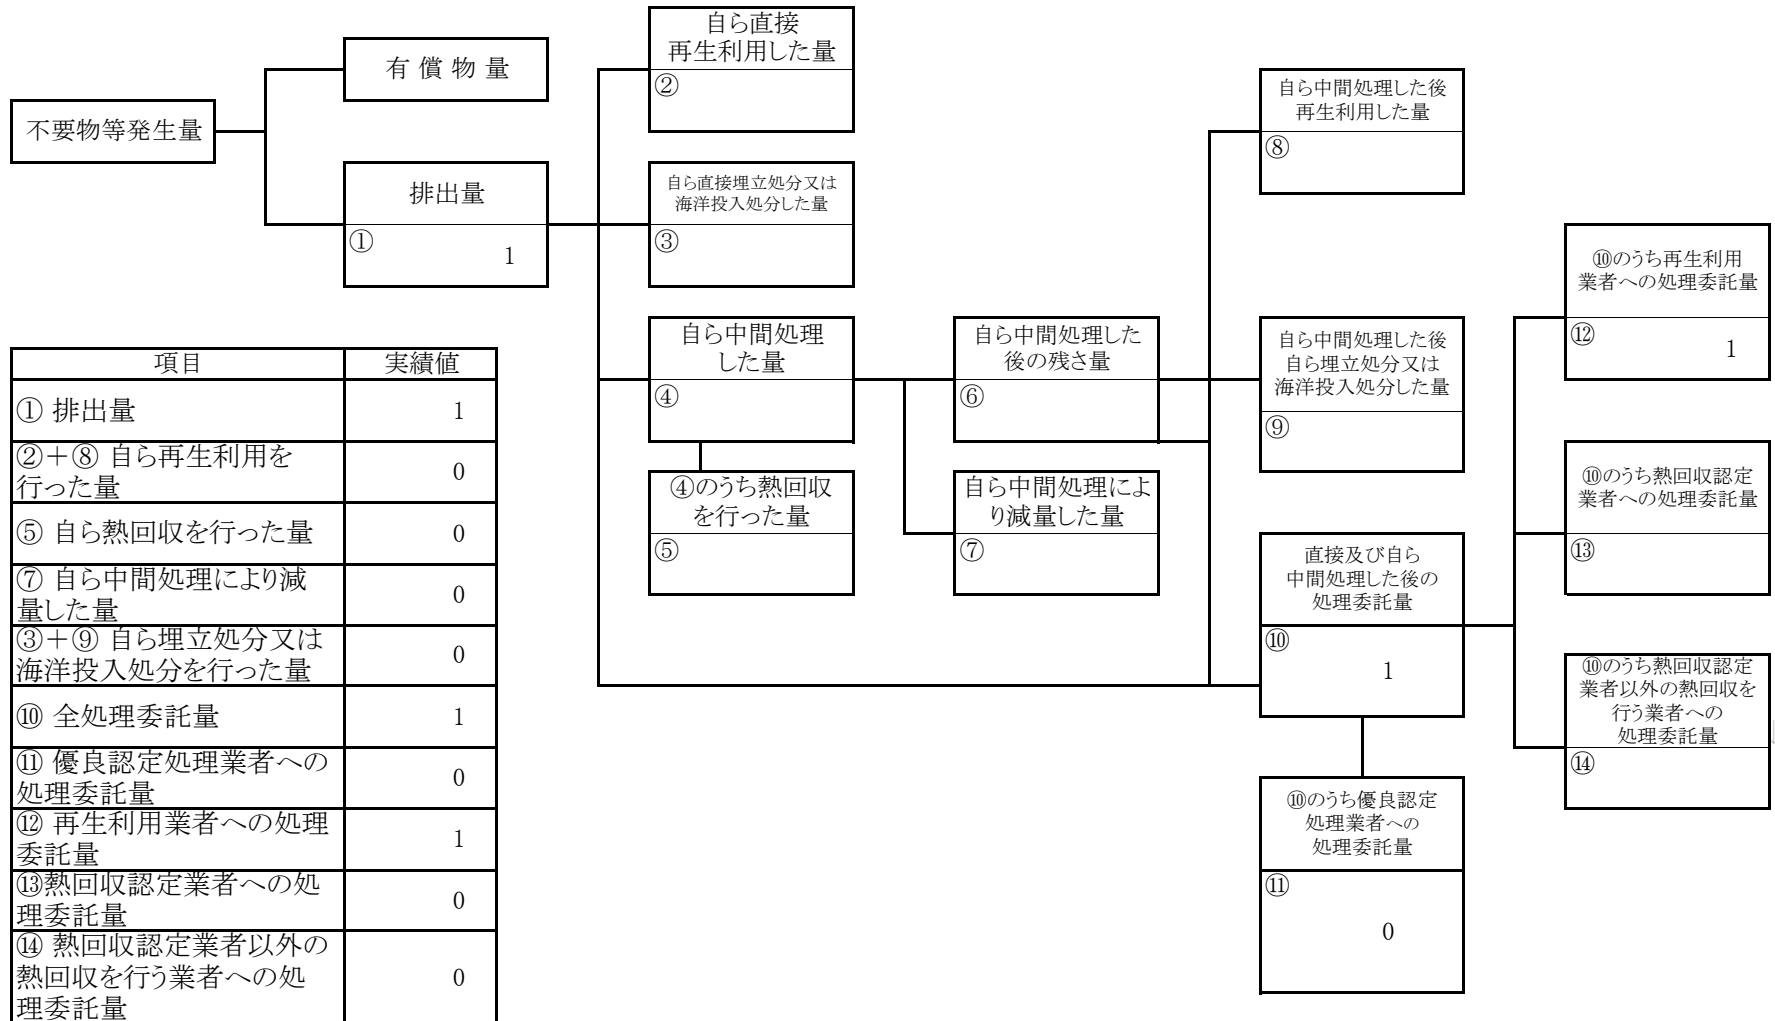 自ら直接
再生利用した量
②
有 償 物 量
不要物等発生量
排出量
①
1
自ら直接埋立処分又は
海洋投入処分した量
③
自ら中間処理した後
再生利用した量
⑧
⑩のうち再生利用
業者への処理委託量
⑫
1
自ら中間処理
した量
④
自ら中間処理した
後の残さ量
⑥
自ら中間処理した後
自ら埋立処分又は
海洋投入処分した量
⑨
④のうち熱回収
を行った量
⑤
自ら中間処理によ
り減量した量
⑦
⑩のうち熱回収認定
業者への処理委託量
⑬
直接及び自ら
中間処理した後の
処理委託量
⑩
1
⑩のうち熱回収認定
業者以外の熱回収を
行う業者への
処理委託量
⑭
⑩のうち優良認定
処理業者への
処理委託量
⑪
0
項目 実績値
① 排出量 1
②＋⑧ 自ら再生利用を
行った量 0
⑤ 自ら熱回収を行った量 0
⑦ 自ら中間処理により減
量した量 0
③＋⑨ 自ら埋立処分又は
海洋投入処分を行った量 0
⑩ 全処理委託量 1
⑪ 優良認定処理業者への
処理委託量 0
⑫ 再生利用業者への処理
委託量 1
⑬熱回収認定業者への処
理委託量 0
⑭ 熱回収認定業者以外の
熱回収を行う業者への処
理委託量 0